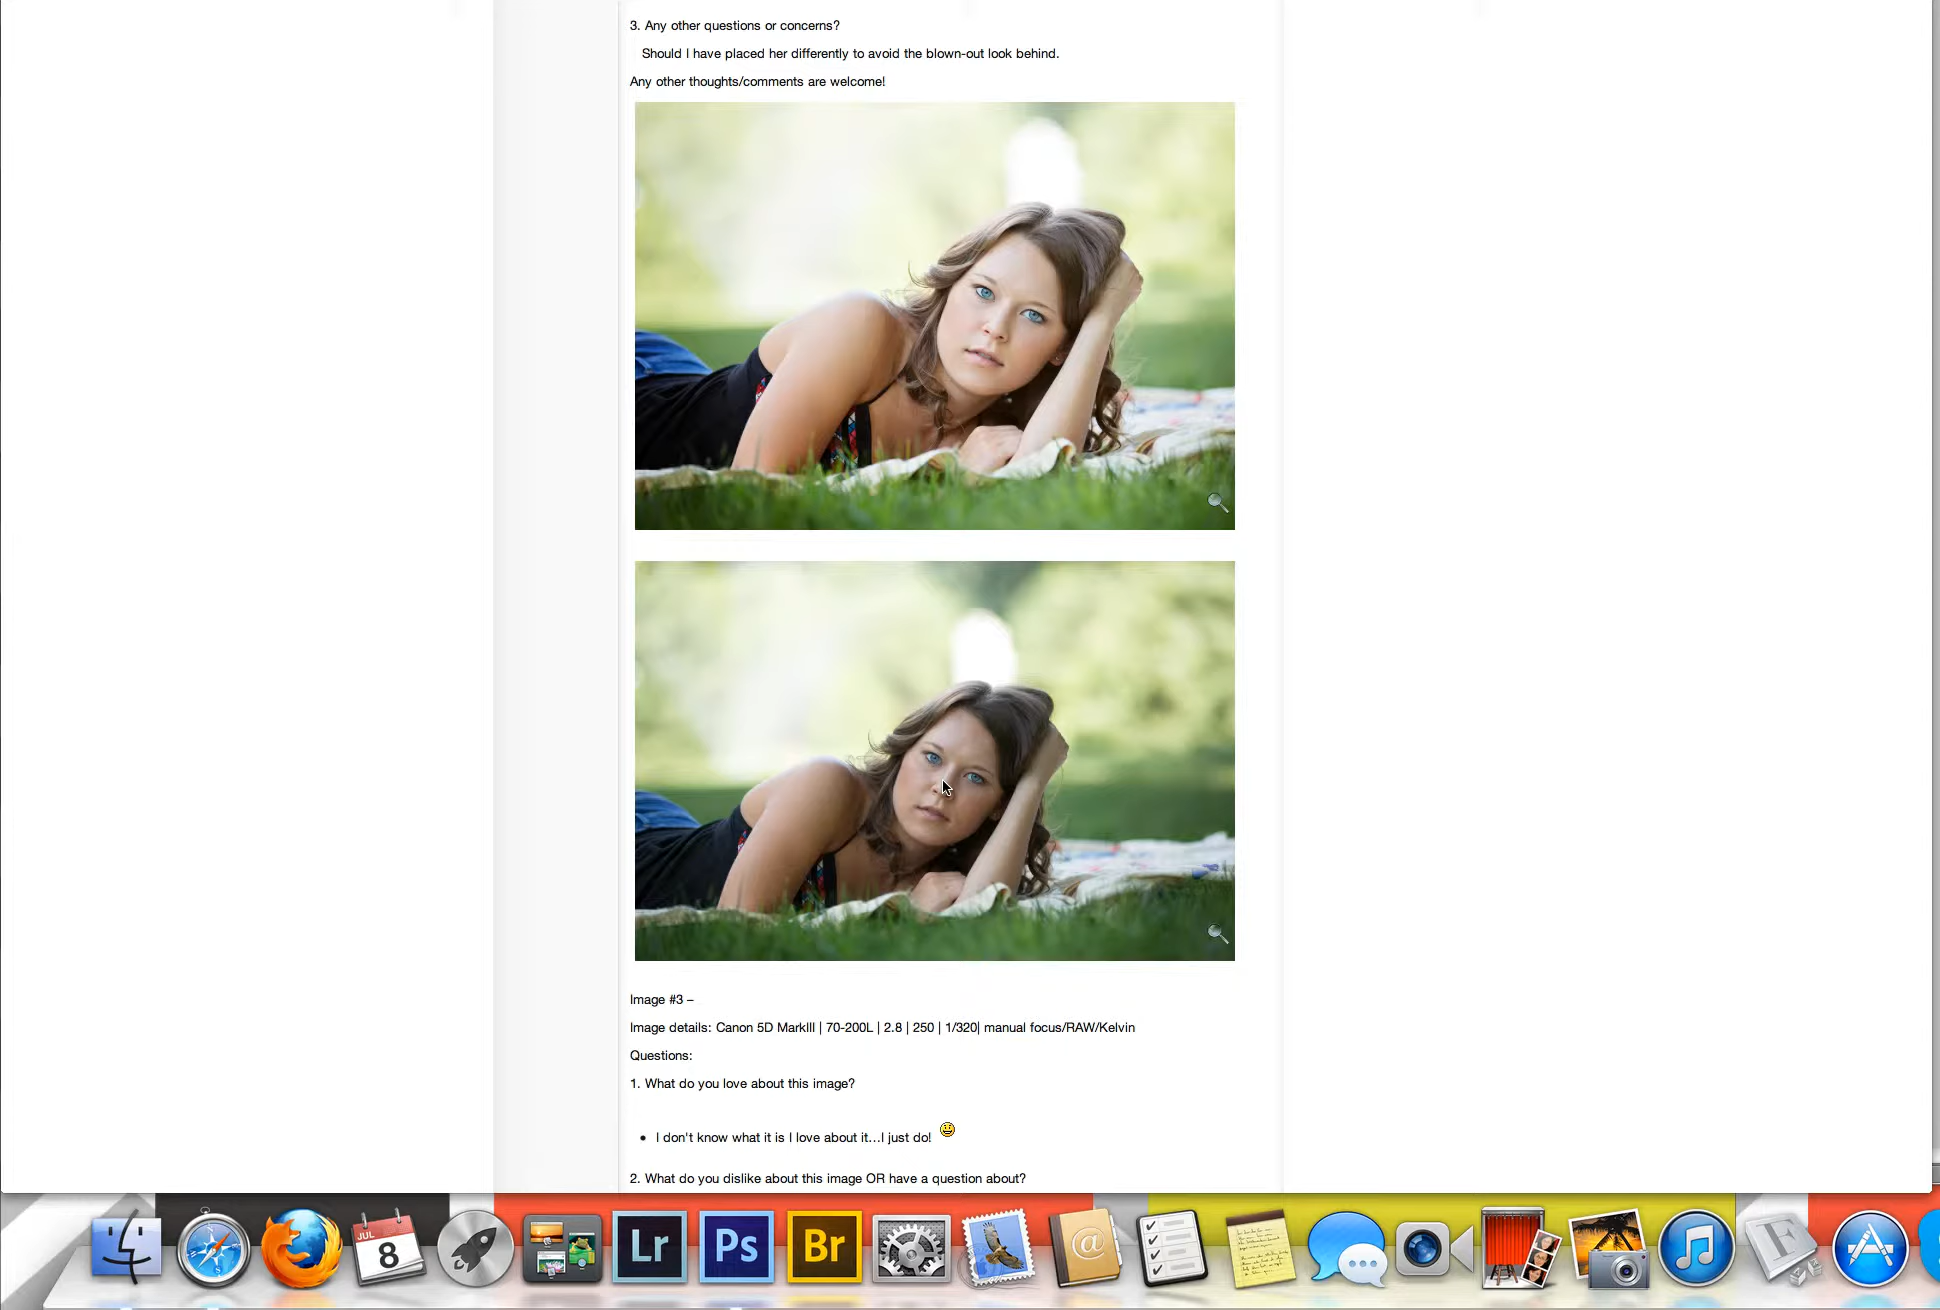 3. Any other questions or concerns?
Should I have placed her differently to avoid the blown-out look behind.
Any other thoughts/comments are welcome!
Image #3 –
Image details: Canon 5D MarkIII | 70-200L | 2.8 | 250 | 1/320| manual focus/RAW/Kelvin
Questions:
1. What do you love about this image?
• I don't know what it is I love about it...I just do!
2. What do you dislike about this image OR have a question about?
JUL
8
Lr
Ps
Br
@
F